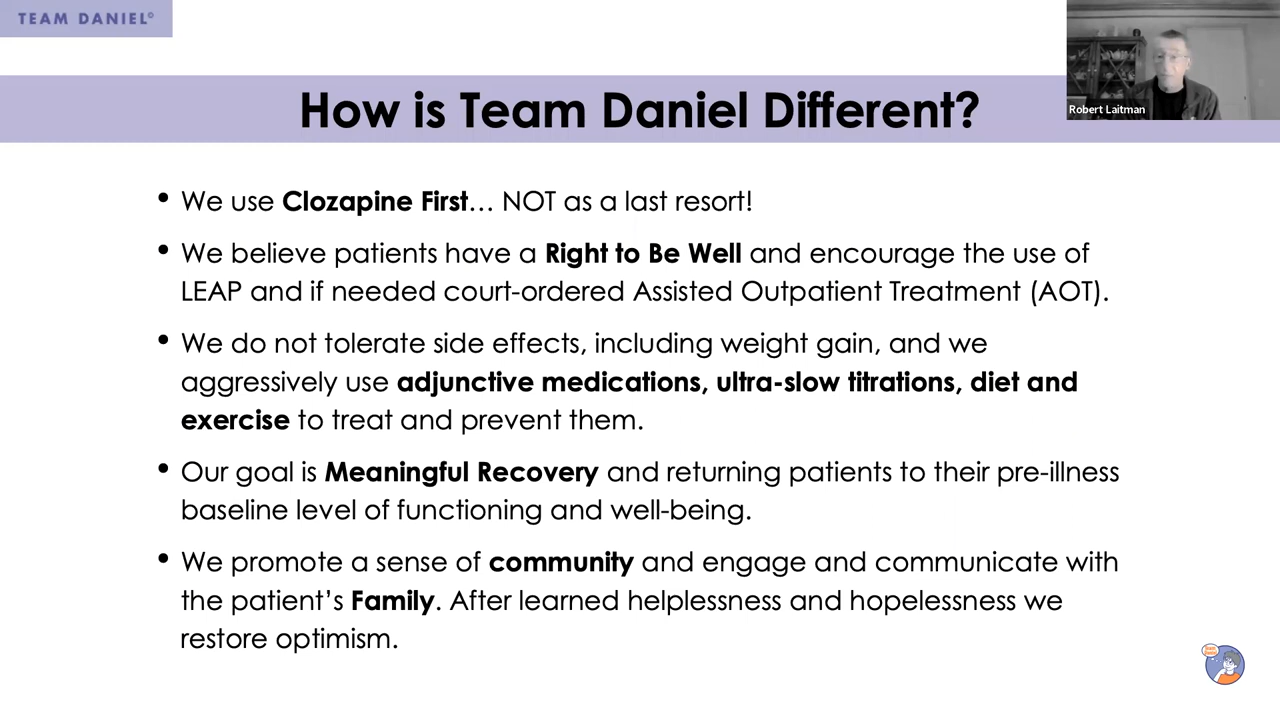 TEAM DANIEL©
Robert Laitman
How is Team Daniel Different?
• We use Clozapine First… NOT as a last resort!
• We believe patients have a Right to Be Well and encourage the use of
LEAP and if needed court-ordered Assisted Outpatient Treatment (AOT).
• We do not tolerate side effects, including weight gain, and we
aggressively use adjunctive medications, ultra-slow titrations, diet and
exercise to treat and prevent them.
• Our goal is Meaningful Recovery and returning patients to their pre-illness
baseline level of functioning and well-being.
• We promote a sense of community and engage and communicate with
the patient’s Family. After learned helplessness and hopelessness we
restore optimism.